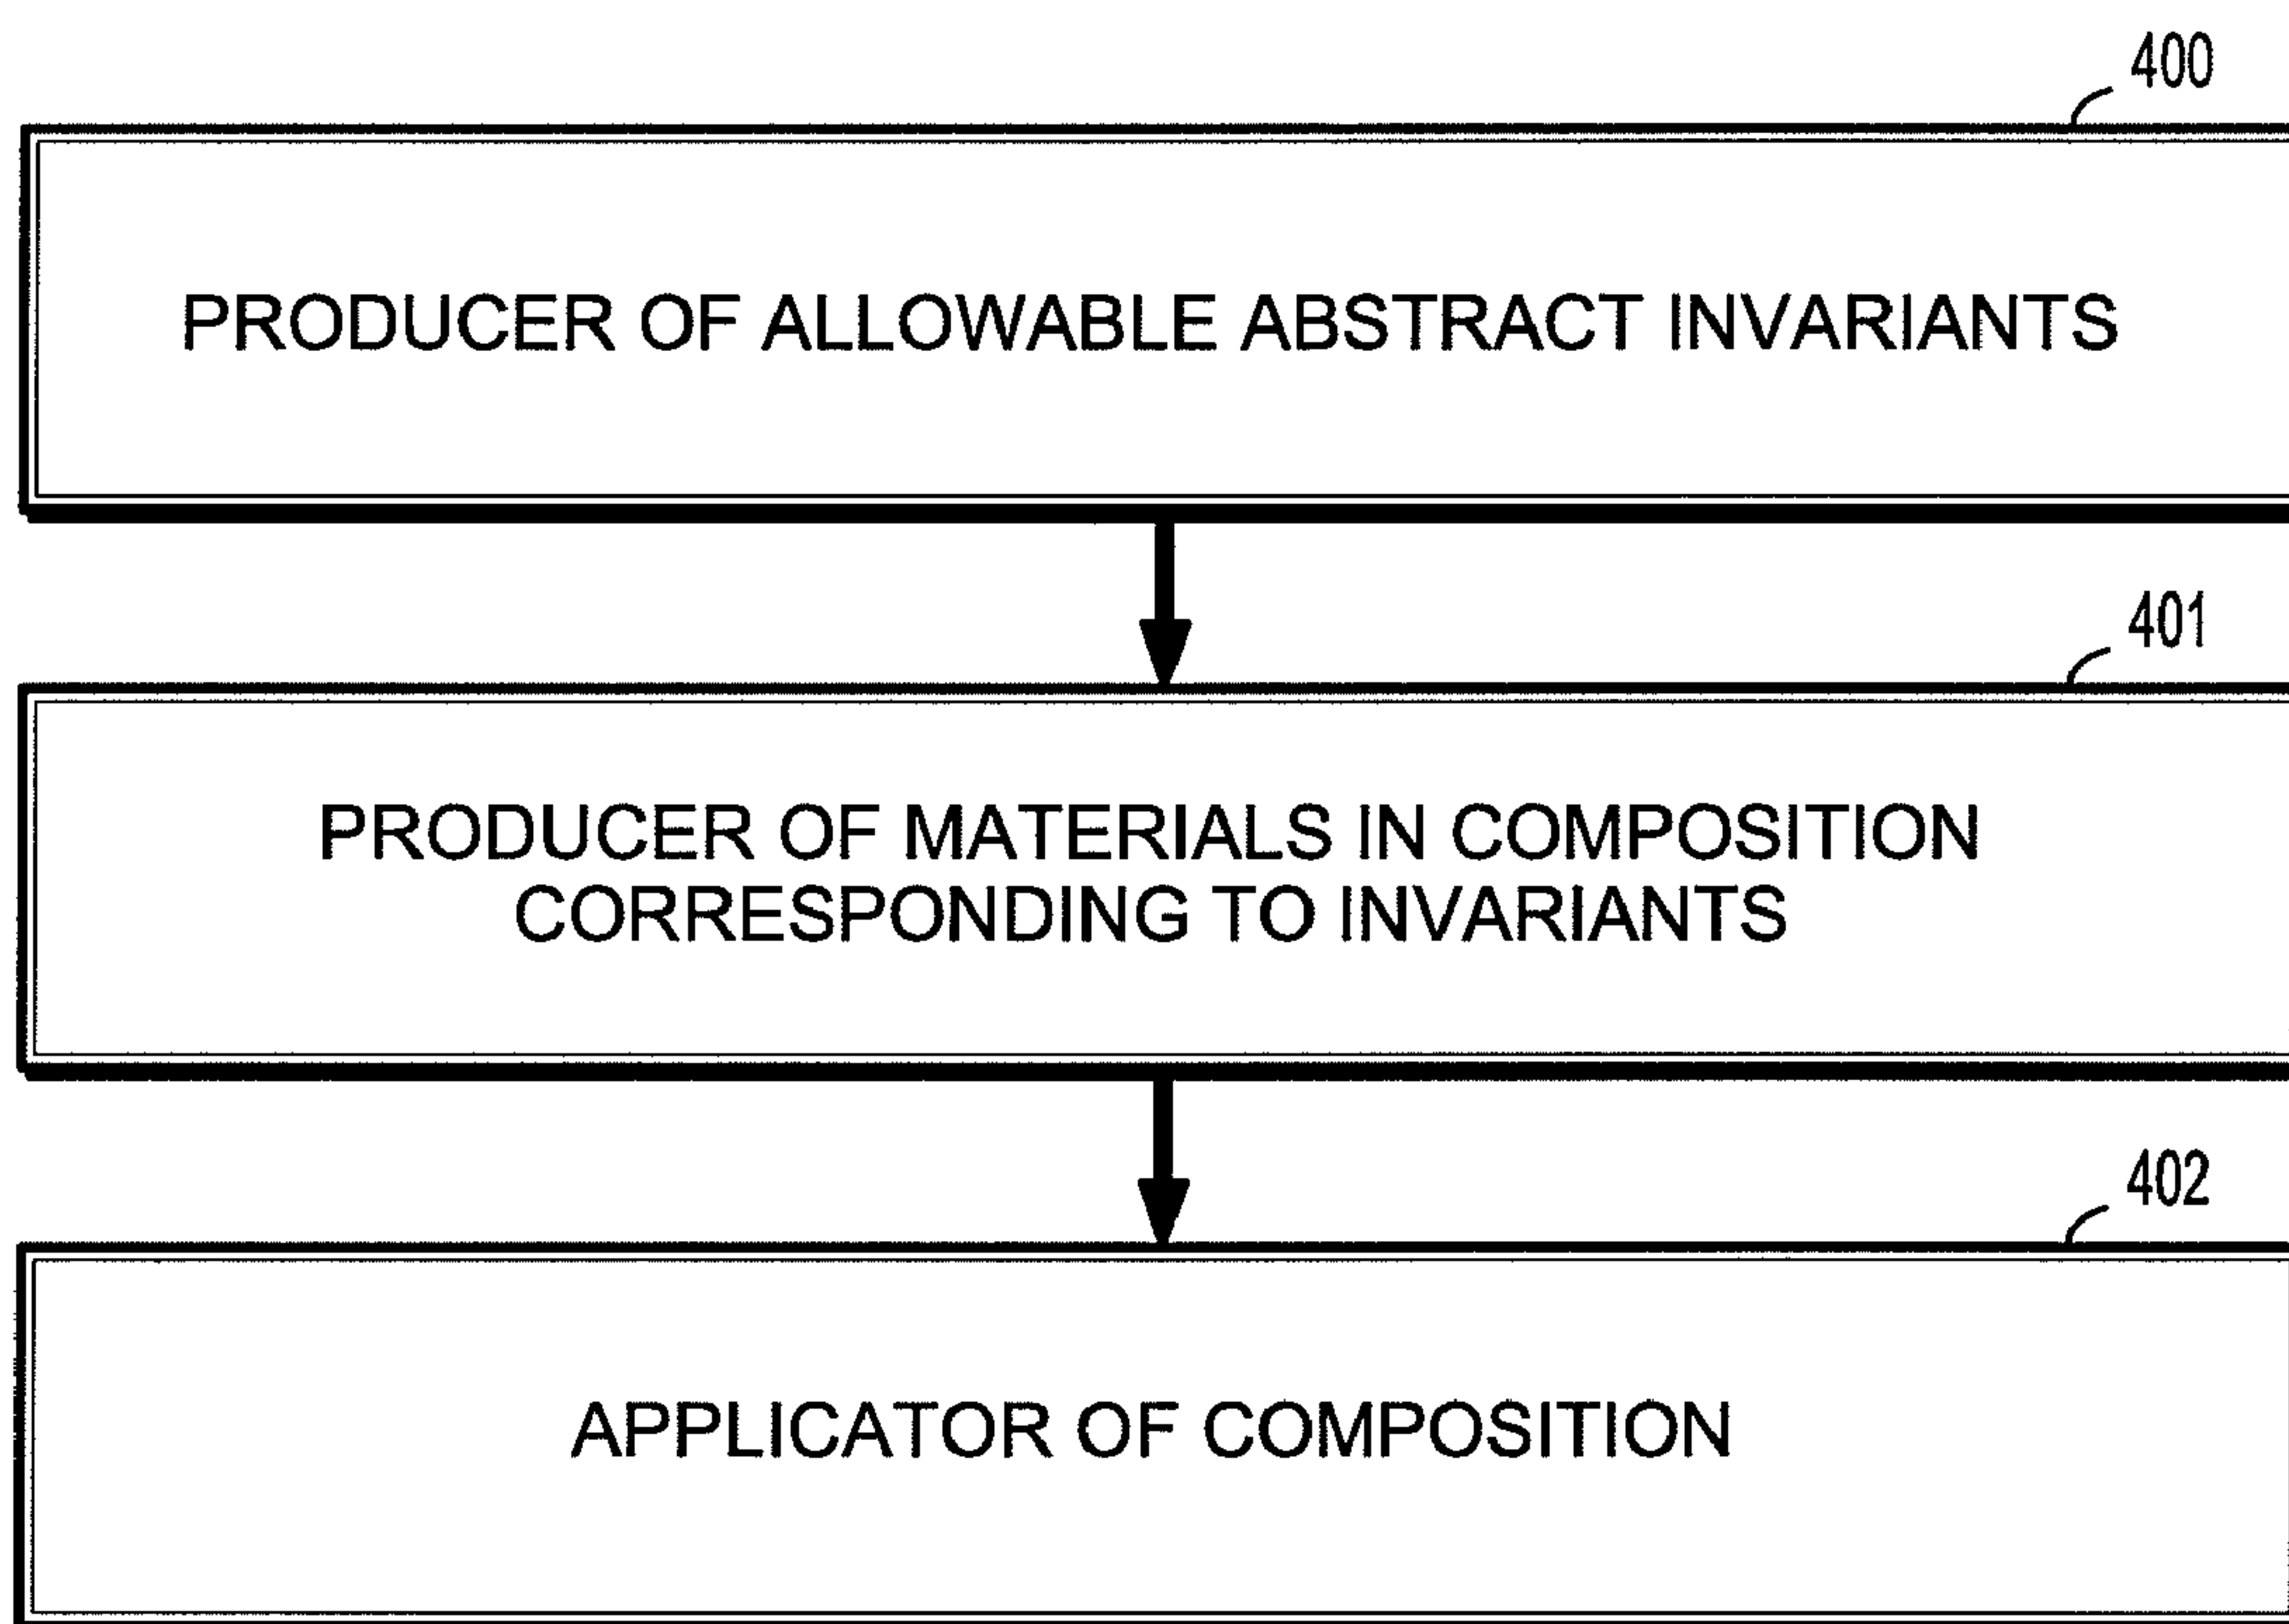 400
PRODUCER OF ALLOWABLE ABSTRACT INVARIANTS
401
PRODUCER OF MATERIALS IN COMPOSITION
CORRESPONDING TO INVARIANTS
402
APPLICATOR OF COMPOSITION